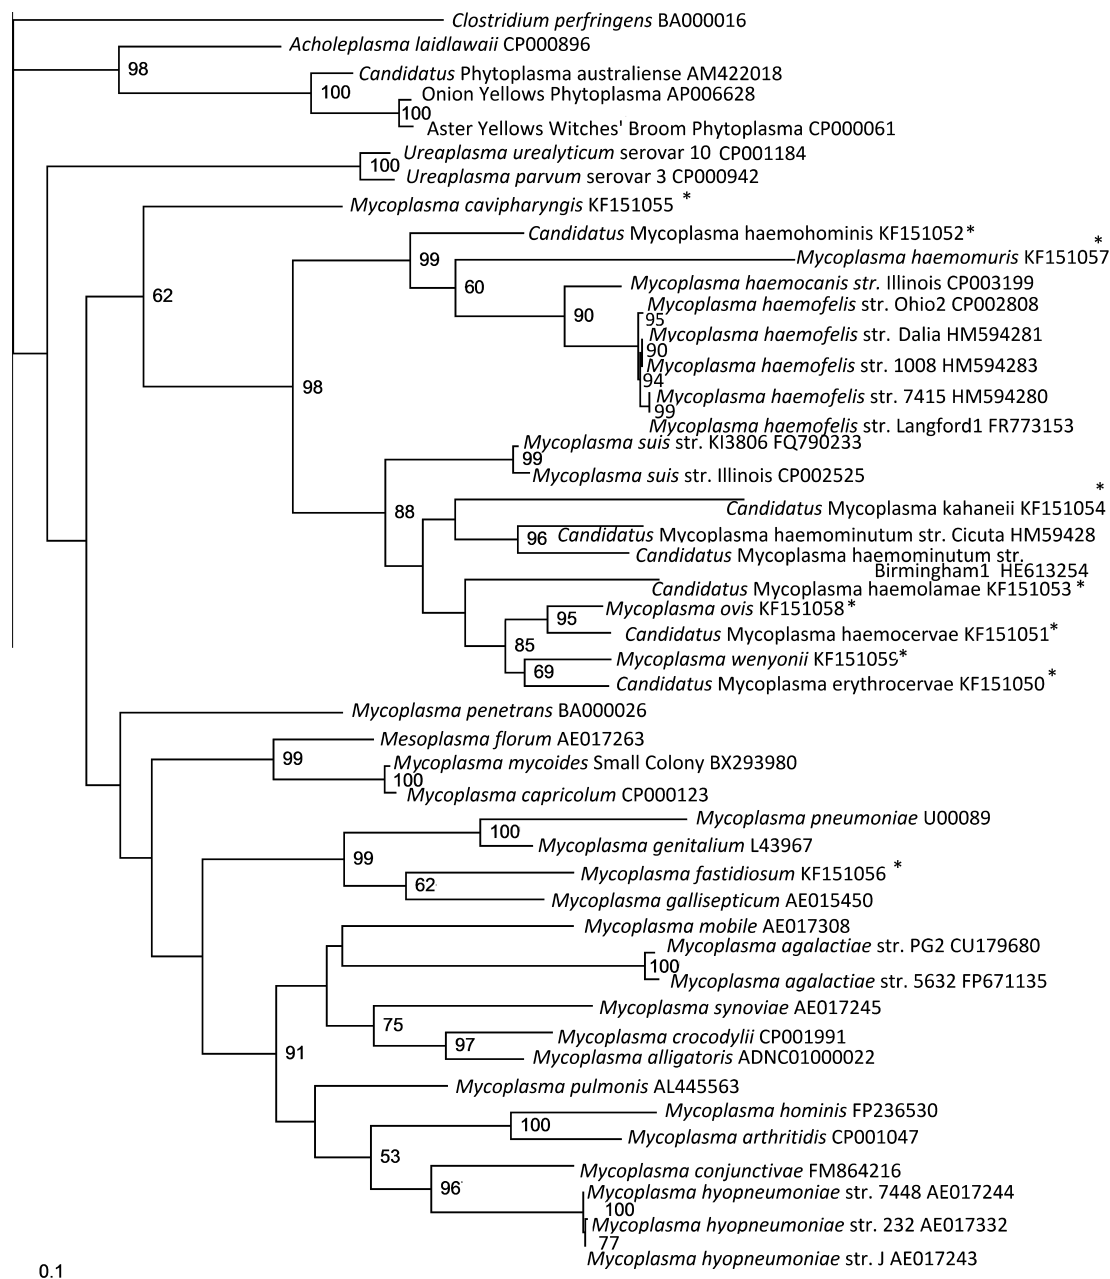 Clostridium perfringens BA000016
Acholeplasma laidlawaii CP000896
98
Candidatus Phytoplasma australiense AM422018
100
Onion Yellows Phytoplasma AP006628
100
Aster Yellows Witches' Broom Phytoplasma CP000061
Ureaplasma urealyticum serovar 10 CP001184
100
Ureaplasma parvum serovar 3 CP000942
Mycoplasma cavipharyngis KF151055 *
Candidatus Mycoplasma haemohominis KF151052*
99
Mycoplasma haemomuris KF151057 *
60
62
Mycoplasma haemocanis str. Illinois CP003199
Mycoplasma haemofelis str. Ohio2 CP002808
90
95
Mycoplasma haemofelis str. Dalia HM594281
90
Mycoplasma haemofelis str. 1008 HM594283
94
98
Mycoplasma haemofelis str. 7415 HM594280
99
Mycoplasma haemofelis str. Langford1 FR773153
Mycoplasma suis str. KI3806 FQ790233
99
Mycoplasma suis str. Illinois CP002525
88
Candidatus Mycoplasma kahaneii KF151054 *
96
Candidatus Mycoplasma haemominutum str. Cicuta HM59428
Candidatus Mycoplasma haemominutum str.
Birmingham1 HE613254
Candidatus Mycoplasma haemolamae KF151053 *
Mycoplasma ovis KF151058*
95
Candidatus Mycoplasma haemocervae KF151051*
85
Mycoplasma wenyonii KF151059*
69
Candidatus Mycoplasma erythrocervae KF151050 *
Mycoplasma penetrans BA000026
Mesoplasma florum AE017263
99
Mycoplasma mycoides Small Colony BX293980
100
Mycoplasma capricolum CP000123
Mycoplasma pneumoniae U00089
100
Mycoplasma genitalium L43967
99
Mycoplasma fastidiosum KF151056 *
62
Mycoplasma gallisepticum AE015450
Mycoplasma mobile AE017308
Mycoplasma agalactiae str. PG2 CU179680
100
Mycoplasma agalactiae str. 5632 FP671135
Mycoplasma synoviae AE017245
75
Mycoplasma crocodylii CP001991
97
Mycoplasma alligatoris ADNC01000022
91
Mycoplasma pulmonis AL445563
Mycoplasma hominis FP236530
100
Mycoplasma arthritidis CP001047
53
Mycoplasma conjunctivae FM864216
96
Mycoplasma hyopneumoniae str. 7448 AE017244
100
Mycoplasma hyopneumoniae str. 232 AE017332
77
Mycoplasma hyopneumoniae str. J AE017243
0.1